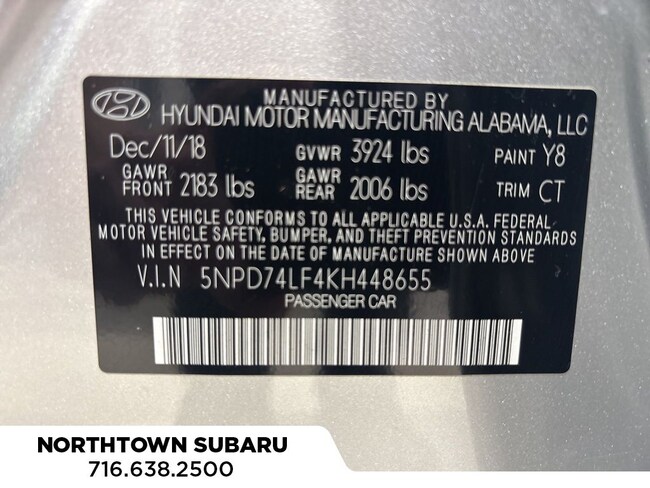 MANUFACTURED BY
HYUNDAI MOTOR MANUFACTURING ALABAMA, LLC
Dec/11/18 GVWR 3924 lbs PAINT Y8
GAWR FRONT 2183 lbs GAWR REAR 2006 lbs TRIM CT
THIS VEHICLE CONFORMS TO ALL APPLICABLE U.S.A. FEDERAL
MOTOR VEHICLE SAFETY, BUMPER, AND THEFT PREVENTION STANDARDS
IN EFFECT ON THE DATE OF MANUFACTURE SHOWN ABOVE
V.I.N 5NPD74LF4KH448655
PASSENGER CAR
NORTHTOWN SUBARU
716.638.2500